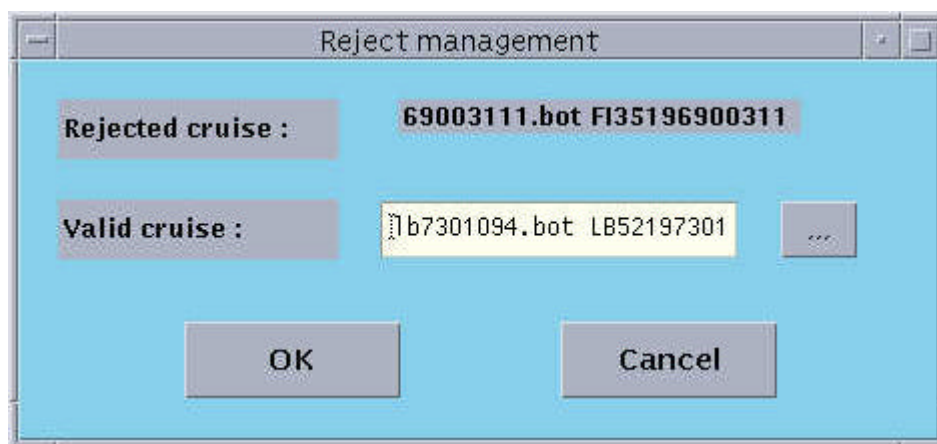 Reject management
Rejected cruise : 69003111.bot FI35196900311
Valid cruise : lb7301094.bot LB52197301
...
OK Cancel